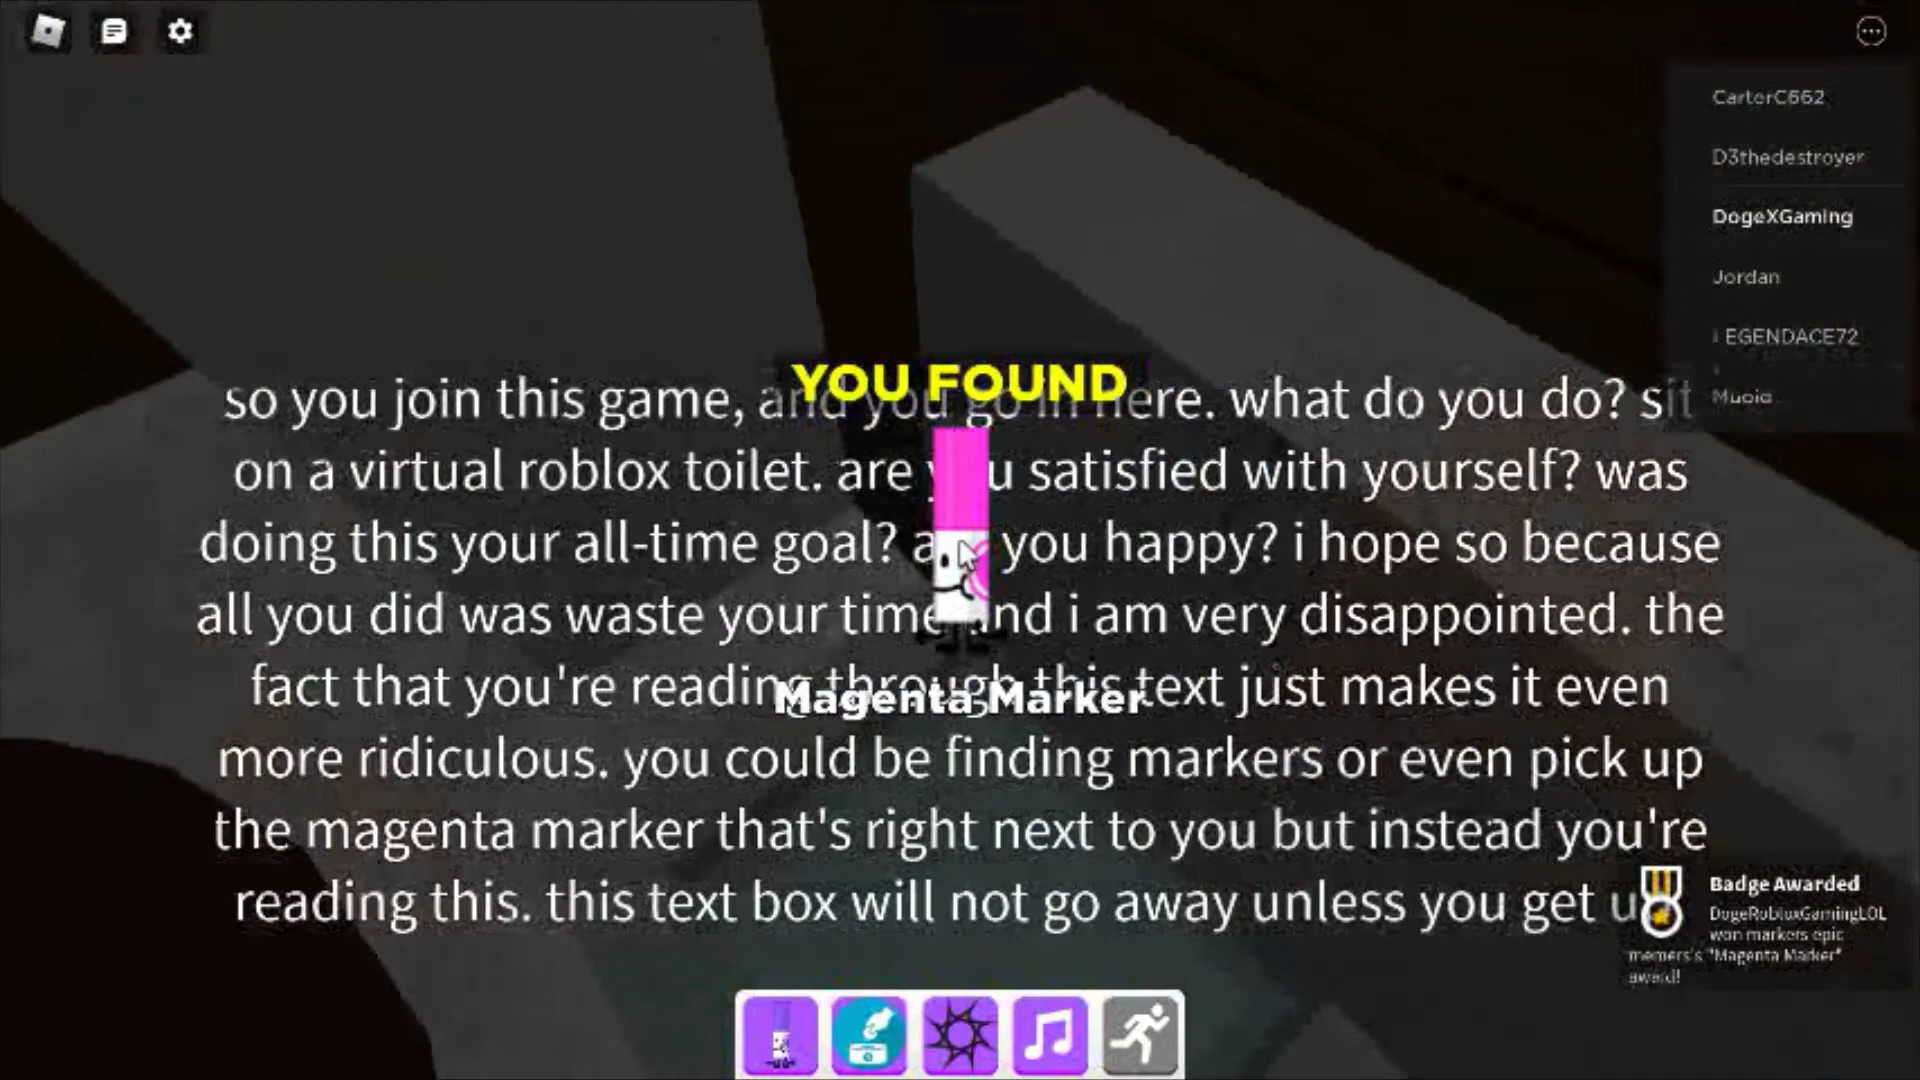 CarterC662
D3thedestroyer
DogeXGaming
Jordan
LEGENDACE72
YOU FOUND
so you join this game, and you go in here. what do you do? sit
on a virtual roblox toilet. are you satisfied with yourself? was
doing this your all-time goal? are you happy? i hope so because
all you did was waste your time and i am very disappointed. the
fact that you're reading through this text just makes it even
Magenta Marker
more ridiculous. you could be finding markers or even pick up
the magenta marker that's right next to you but instead you're
reading this. this text box will not go away unless you get up
Badge Awarded
DogeRobloxGamingLOL
won markers epic
memers's "Magenta Marker"
award!